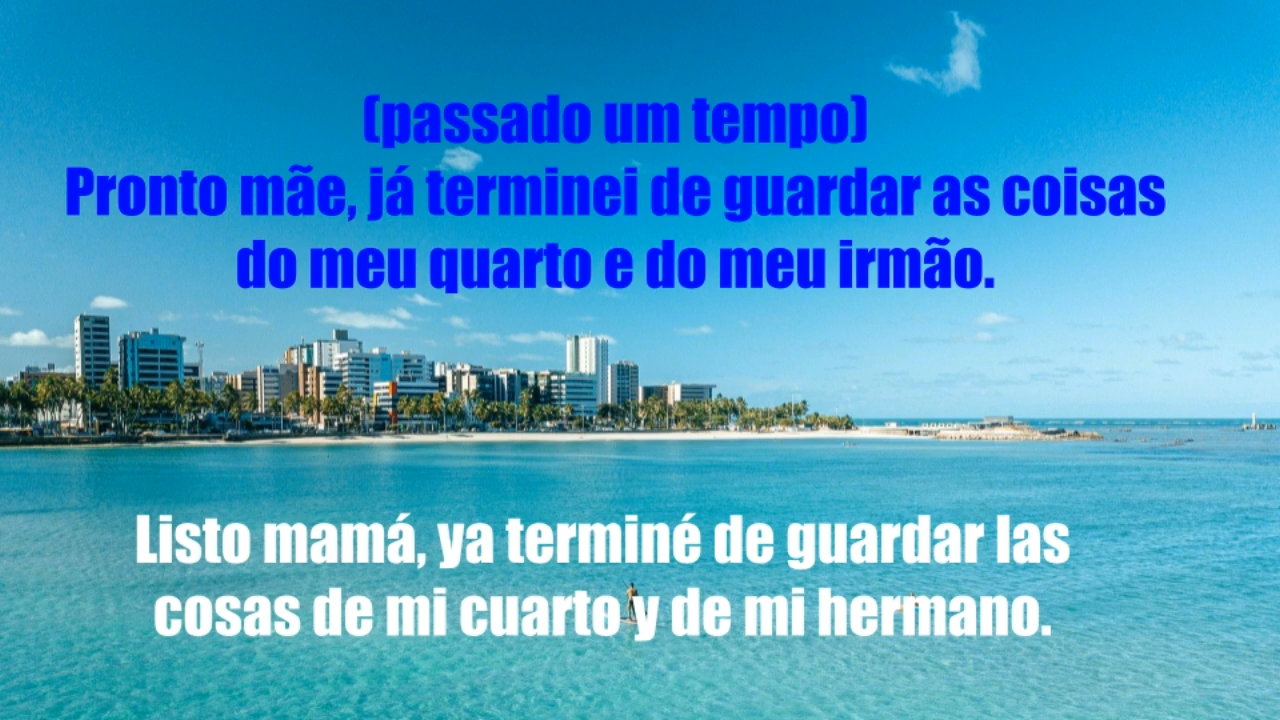 (passado um tempo)
Pronto mãe, já terminei de guardar as coisas
do meu quarto e do meu irmão.
Listo mamá, ya terminé de guardar las
cosas de mi cuarto y de mi hermano.